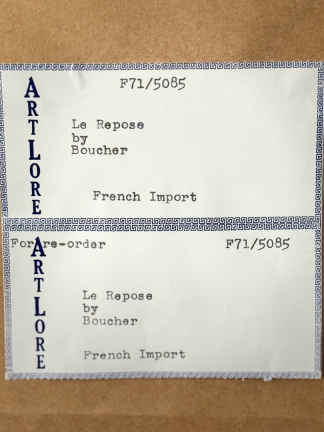 F71/5085
ART LORE
Le Repose
by
Boucher
French Import
For re-order F71/5085
ART LORE
Le Repose
by
Boucher
French Import